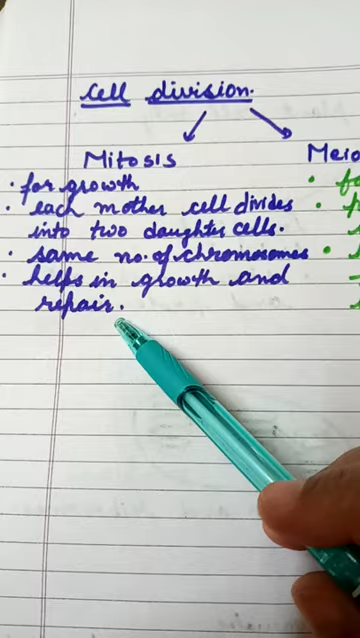 Cell division.
Mitosis
• for growth
• each mother cell divides
into two daughter cells.
• same no. of chromosomes
• helps in growth and
repair.
Meio